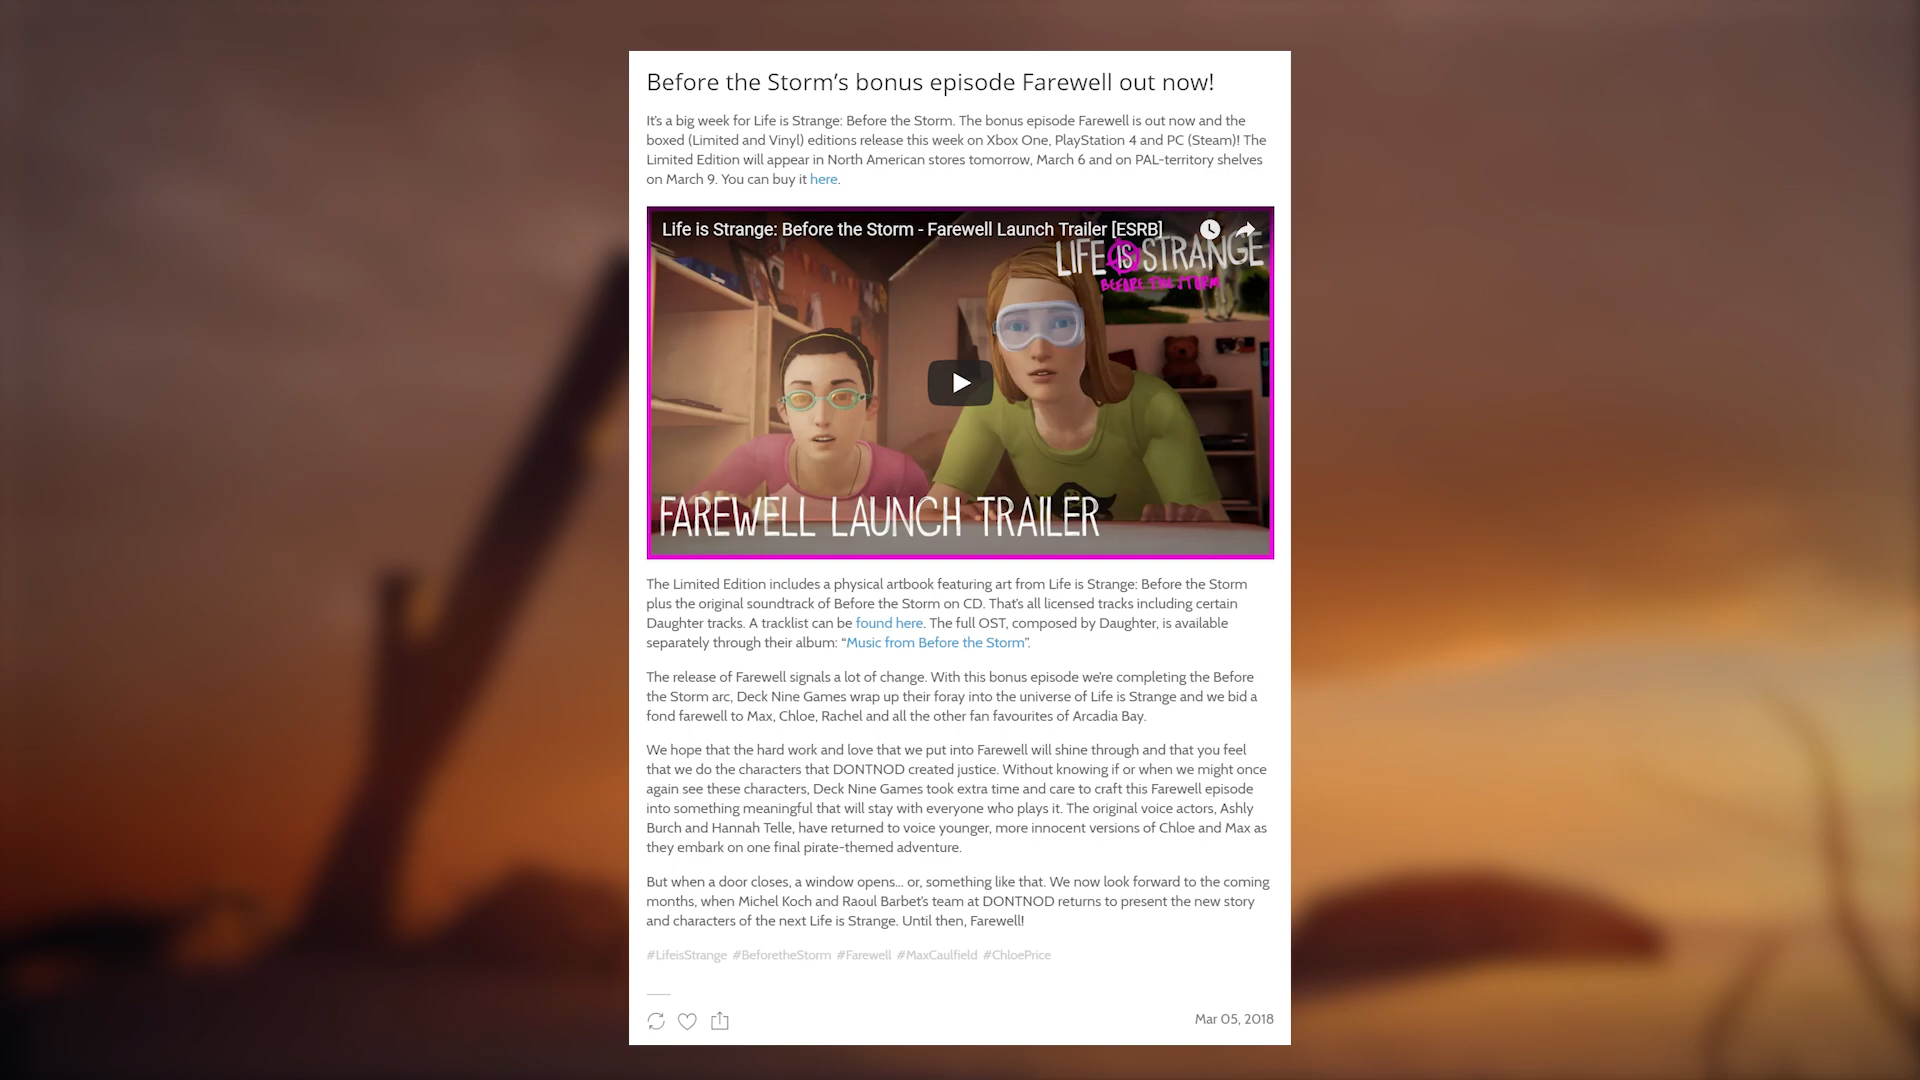 Before the Storm’s bonus episode Farewell out now!
It’s a big week for Life is Strange: Before the Storm. The bonus episode Farewell is out now and the
boxed (Limited and Vinyl) editions release this week on Xbox One, PlayStation 4 and PC (Steam)! The
Limited Edition will appear in North American stores tomorrow, March 6 and on PAL-territory shelves
on March 9. You can buy it here.
Life is Strange: Before the Storm - Farewell Launch Trailer [ESRB]
LIFE IS STRANGE
BEFORE THE STORM
FAREWELL LAUNCH TRAILER
The Limited Edition includes a physical artbook featuring art from Life is Strange: Before the Storm
plus the original soundtrack of Before the Storm on CD. That’s all licensed tracks including certain
Daughter tracks. A tracklist can be found here. The full OST, composed by Daughter, is available
separately through their album: “Music from Before the Storm”.
The release of Farewell signals a lot of change. With this bonus episode we’re completing the Before
the Storm arc, Deck Nine Games wrap up their foray into the universe of Life is Strange and we bid a
fond farewell to Max, Chloe, Rachel and all the other fan favourites of Arcadia Bay.
We hope that the hard work and love that we put into Farewell will shine through and that you feel
that we do the characters that DONTNOD created justice. Without knowing if or when we might once
again see these characters, Deck Nine Games took extra time and care to craft this Farewell episode
into something meaningful that will stay with everyone who plays it. The original voice actors, Ashly
Burch and Hannah Telle, have returned to voice younger, more innocent versions of Chloe and Max as
they embark on one final pirate-themed adventure.
But when a door closes, a window opens... or, something like that. We now look forward to the coming
months, when Michel Koch and Raoul Barbet’s team at DONTNOD returns to present the new story
and characters of the next Life is Strange. Until then, Farewell!
#LifeisStrange #BeforetheStorm #Farewell #MaxCaulfield #ChloePrice
Mar 05, 2018